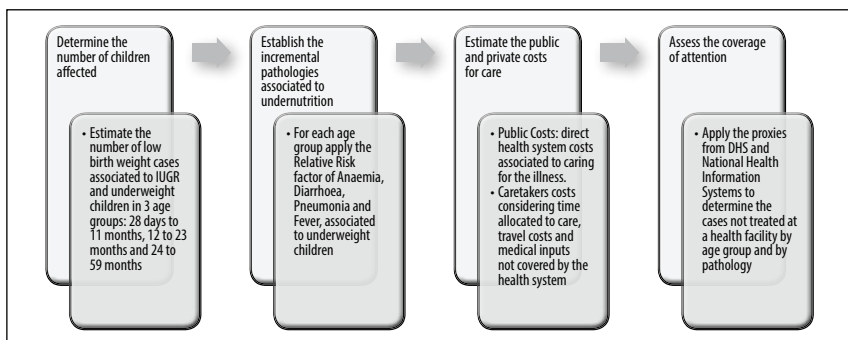 Determine the
number of children
affected
• Estimate the
number of low
birth weight cases
associated to IUGR
and underweight
children in 3 age
groups: 28 days to
11 months, 12 to 23
months and 24 to
59 months
Establish the
incremental
pathologies
associated to
undernutrition
• For each age
group apply the
Relative Risk
factor of Anaemia,
Diarrhoea,
Pneumonia and
Fever, associated
to underweight
children
Estimate the public
and private costs
for care
• Public Costs: direct
health system costs
associated to caring
for the illness.
• Caretakers costs
considering time
allocated to care,
travel costs and
medical inputs
not covered by the
health system
Assess the coverage
of attention
• Apply the proxies
from DHS and
National Health
Information
Systems to
determine the
cases not treated at
a health facility by
age group and by
pathology